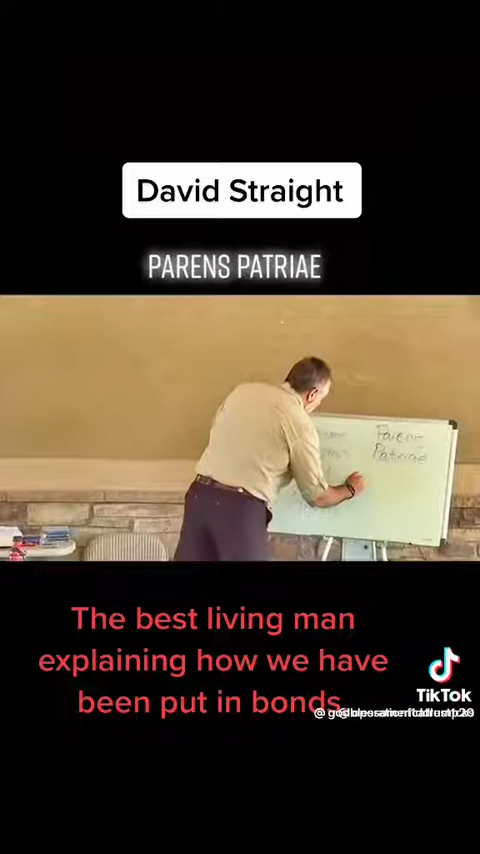 David Straight
PARENS PATRIAE
Parens
Patriae
The best living man
explaining how we have
been put in bonds
TikTok